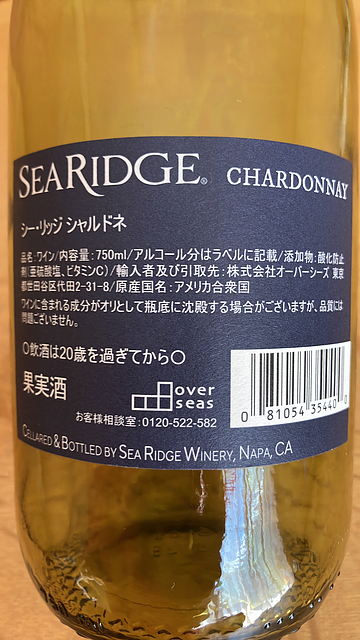 SEARIDGE® CHARDONNAY
シー・リッジ シャルドネ
品名:ワイン/内容量:750ml/アルコール分はラベルに記載/添加物:酸化防止
剤(亜硫酸塩、ビタミンC)/輸入者及び引取先:株式会社オーバーシーズ 東京
都世田谷区代田2-31-8/原産国名:アメリカ合衆国
ワインに含まれる成分がオリとして瓶底に沈殿する場合がございますが、品質には
問題ございません。
〇飲酒は20歳を過ぎてから〇
果実酒
over
seas
お客様相談室:0120-522-582
0 81054 35440 0
CELLARED & BOTTLED BY SEA RIDGE WINERY, NAPA, CA